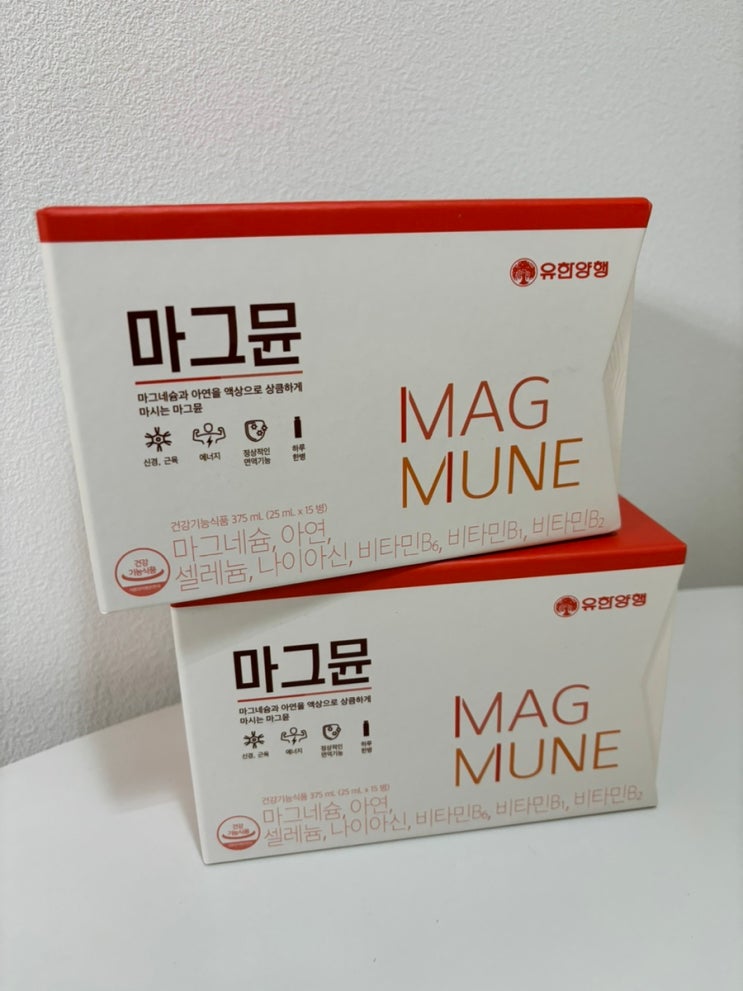 유한양행
마그뮨
마그네슘과 아연을 액상으로 상큼하게
마시는 마그뮨
신경, 근육
에너지
정상적인
면역기능
하루
한병
MAG
MUNE
건강기능식품 375 mL (25 mL x 15 병)
마그네슘, 아연,
셀레늄, 나이아신, 비타민B₆, 비타민B₁, 비타민B₂
건강
기능식품
유한양행
마그뮨
마그네슘과 아연을 액상으로 상큼하게
마시는 마그뮨
신경, 근육
에너지
정상적인
면역기능
하루
한병
MAG
MUNE
건강기능식품 375 mL (25 mL x 15 병)
마그네슘, 아연,
셀레늄, 나이아신, 비타민B₆, 비타민B₁, 비타민B₂
건강
기능식품